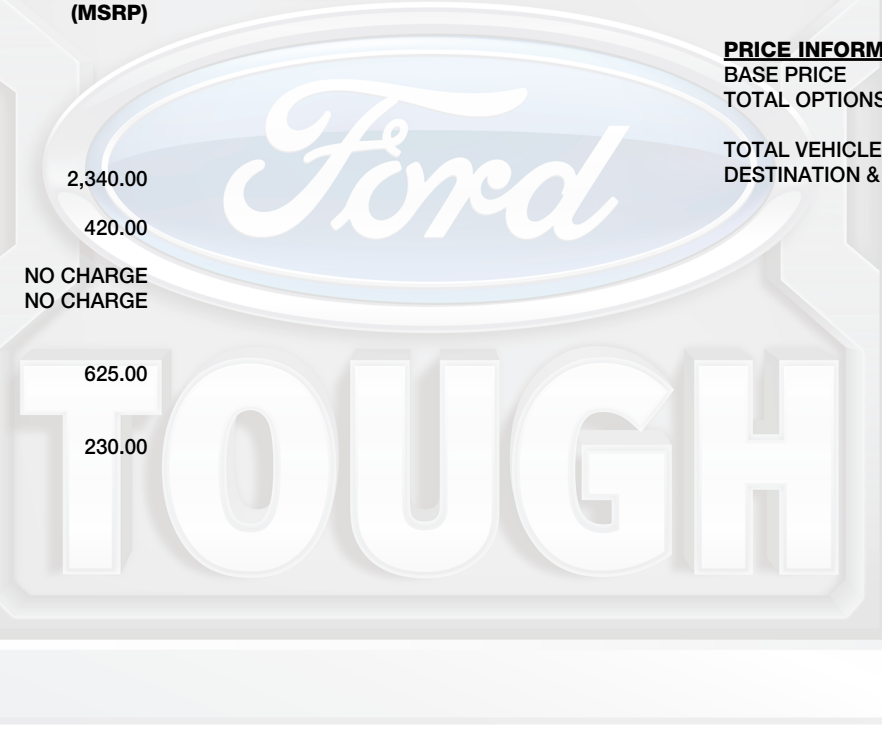 (MSRP)
2,340.00
420.00
NO CHARGE
NO CHARGE
625.00
230.00
PRICE INFORM
BASE PRICE
TOTAL OPTIONS
TOTAL VEHICLE
DESTINATION &
Ford
TOUGH